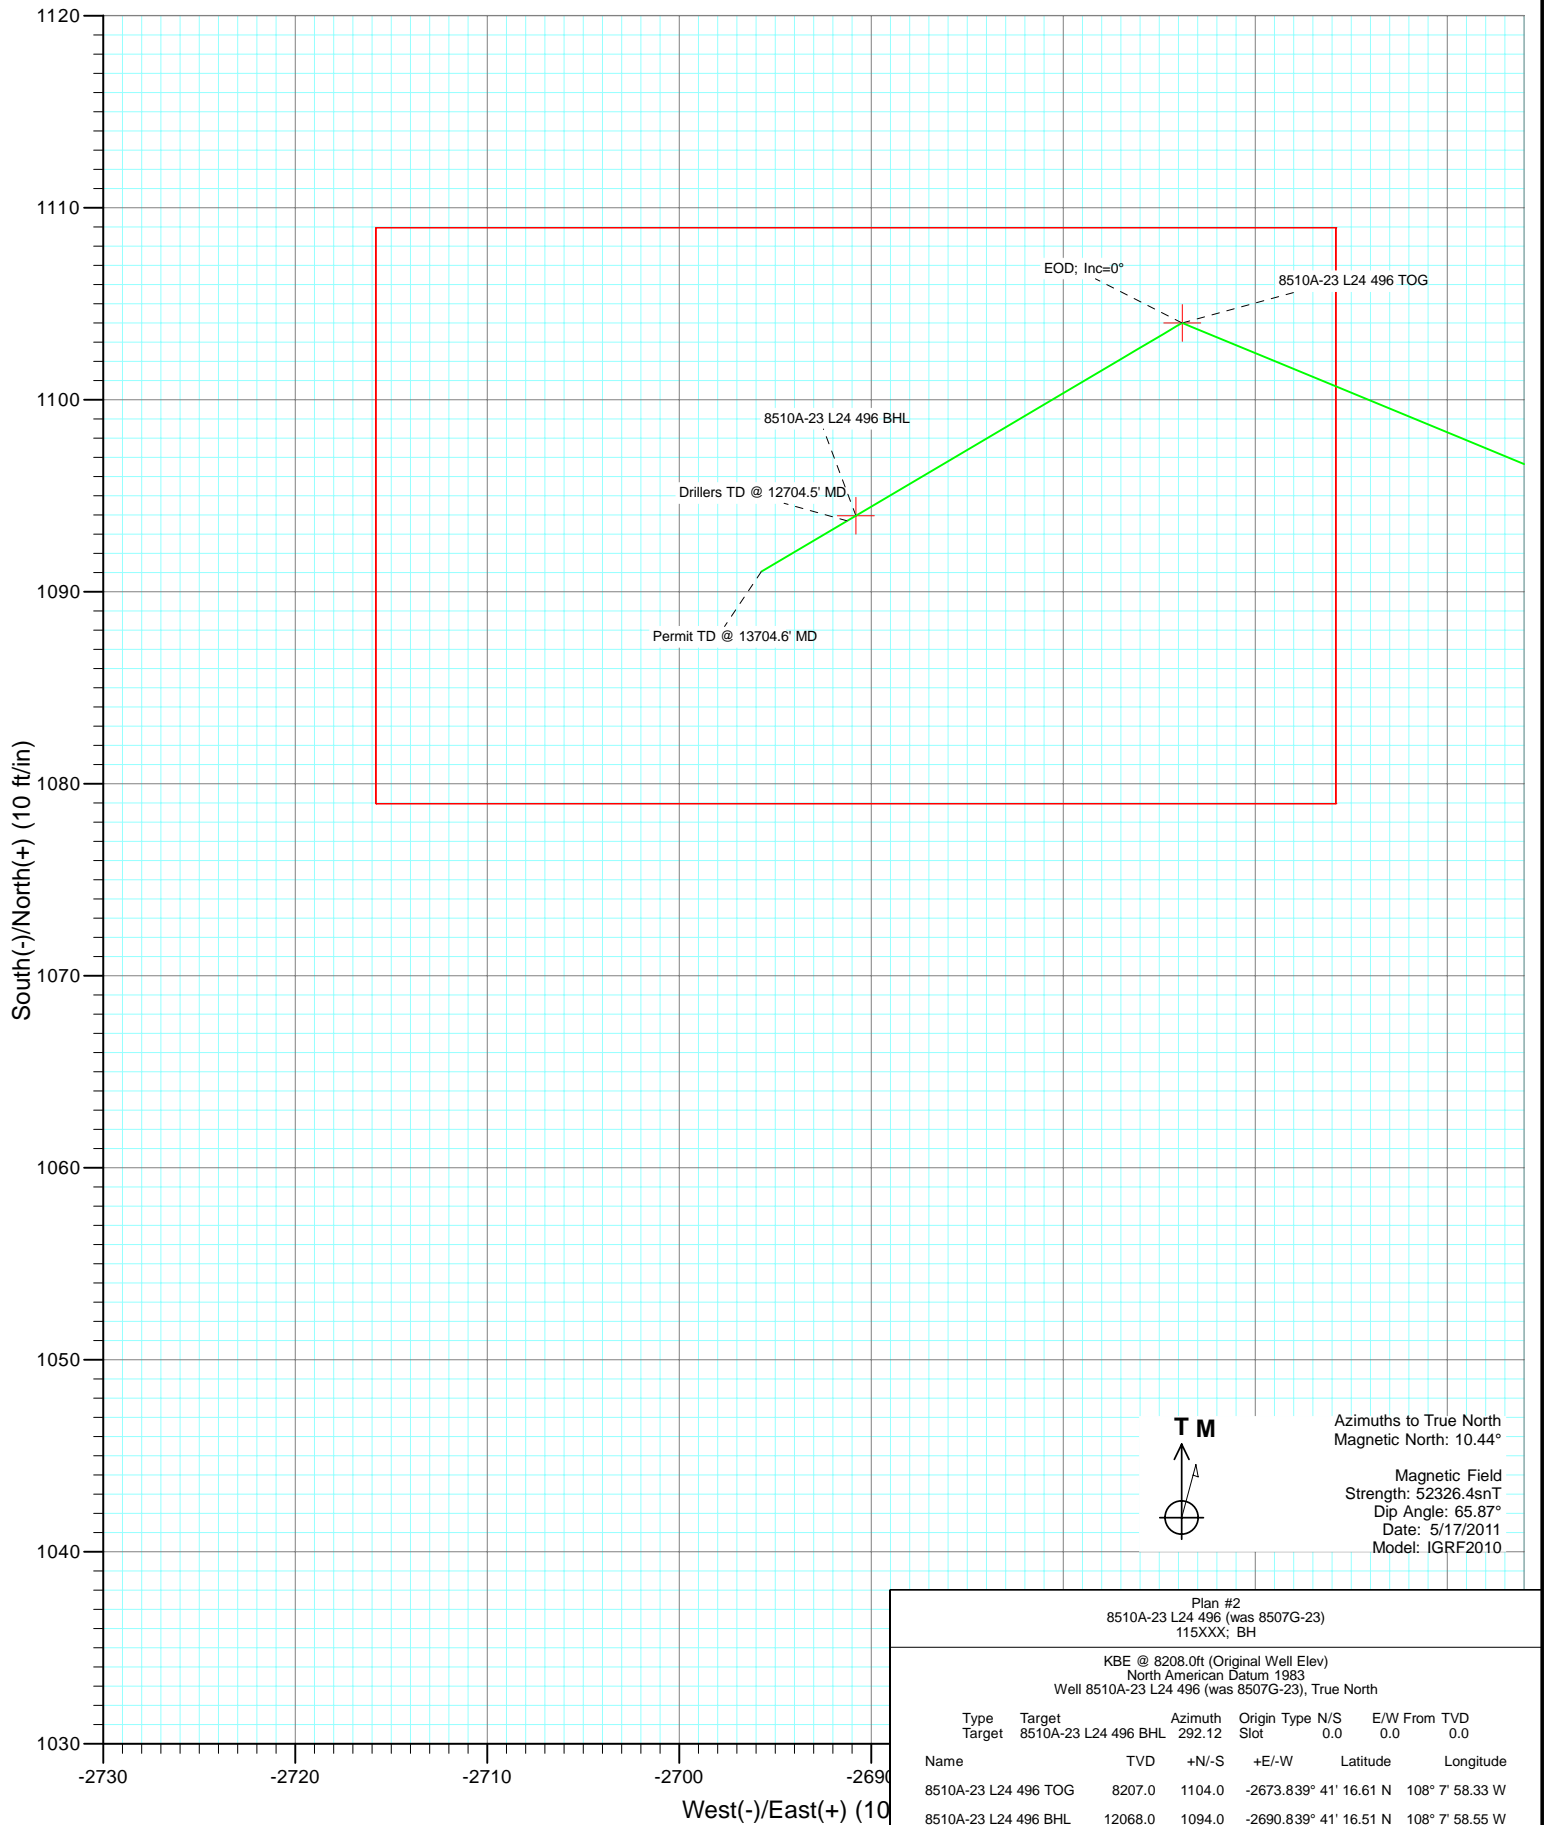 1120
1110
EOD; Inc=0°
8510A-23 L24 496 TOG
1100
8510A-23 L24 496 BHL
Drillers TD @ 12704.5' MD
1090
Permit TD @ 13704.6' MD
1080
South(-)/North(+) (10 ft/in)
1070
1060
1050
T M
Azimuths to True North
Magnetic North: 10.44°
Magnetic Field
Strength: 52326.4snT
Dip Angle: 65.87°
Date: 5/17/2011
Model: IGRF2010
1040
Plan #2
8510A-23 L24 496 (was 8507G-23)
115XXX; BH
KBE @ 8208.0ft (Original Well Elev)
North American Datum 1983
Well 8510A-23 L24 496 (was 8507G-23), True North
Type Target Azimuth Origin Type N/S E/W From TVD
Target 8510A-23 L24 496 BHL 292.12 Slot 0.0 0.0 0.0
Name TVD +N/-S +E/-W Latitude Longitude
8510A-23 L24 496 TOG 8207.0 1104.0 -2673.839° 41' 16.61 N 108° 7' 58.33 W
8510A-23 L24 496 BHL 12068.0 1094.0 -2690.839° 41' 16.51 N 108° 7' 58.55 W
1030
-2730 -2720 -2710 -2700 -2690
West(-)/East(+) (10